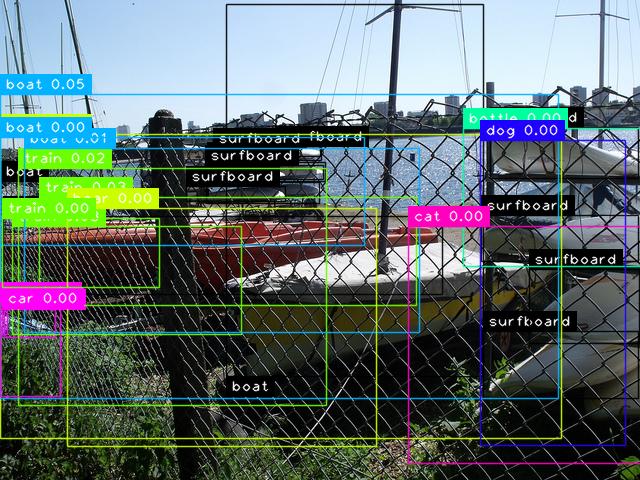 boat 0.05
bottle 0.00
d
boat 0.00
dog 0.00
boat 0.01
surfboard
fboard
train 0.02
surfboard
boat
surfboard
train 0.03
bear 0.00
train 0.00
surfboard
cat 0.00
surfboard
car 0.00
surfboard
boat